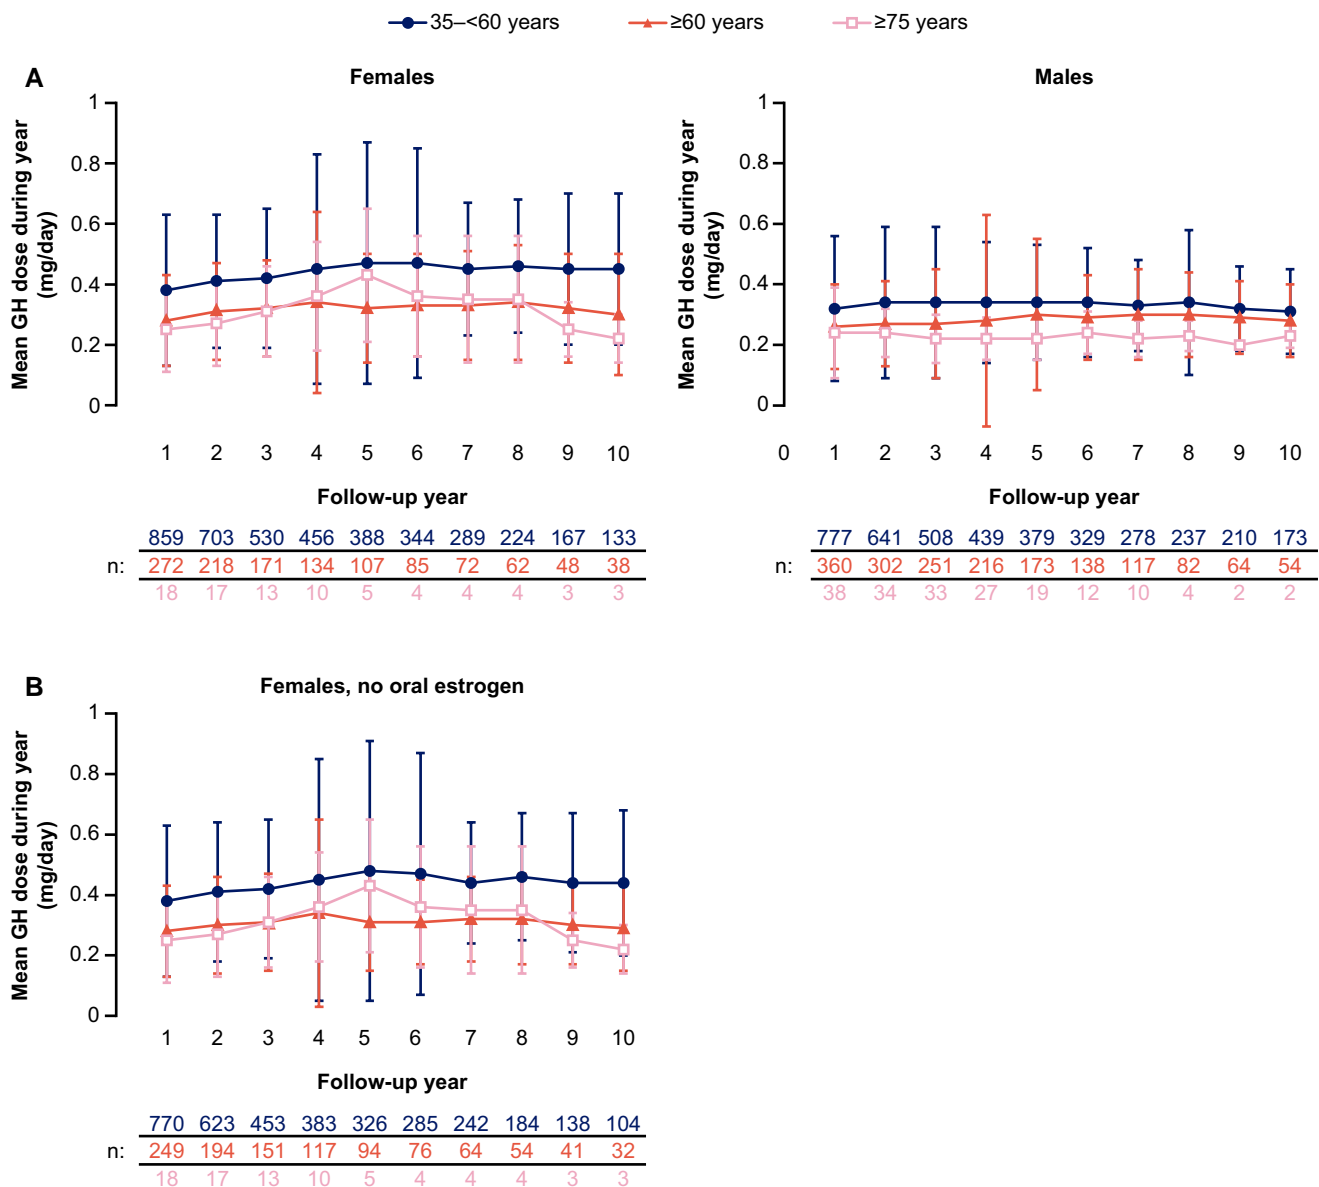 35–<60 years ≥60 years ≥75 years
A
Females
Mean GH dose during year
(mg/day)
1
0.8
0.6
0.4
0.2
0
1 2 3 4 5 6 7 8 9 10
Follow-up year
859 703 530 456 388 344 289 224 167 133
n: 272 218 171 134 107 85 72 62 48 38
18 17 13 10 5 4 4 4 3 3
Males
Mean GH dose during year
(mg/day)
1
0.8
0.6
0.4
0.2
0
0 1 2 3 4 5 6 7 8 9 10
Follow-up year
777 641 508 439 379 329 278 237 210 173
n: 360 302 251 216 173 138 117 82 64 54
38 34 33 27 19 12 10 4 2 2
B
Females, no oral estrogen
Mean GH dose during year
(mg/day)
1
0.8
0.6
0.4
0.2
0
1 2 3 4 5 6 7 8 9 10
Follow-up year
770 623 453 383 326 285 242 184 138 104
n: 249 194 151 117 94 76 64 54 41 32
18 17 13 10 5 4 4 4 3 3